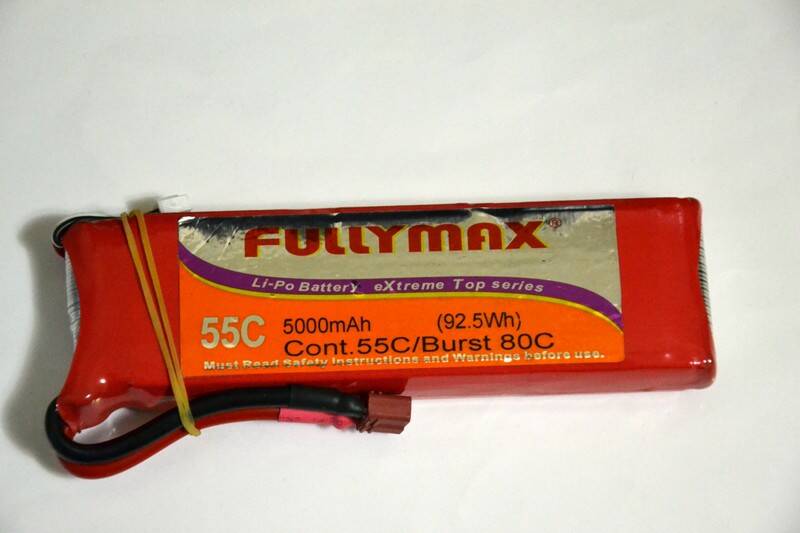 FULLYMAX®
Li-Po Battery eXtreme Top series
55C 5000mAh (92.5Wh)
Cont.55C/Burst 80C
Must Read Safety Instructions and Warnings before use.